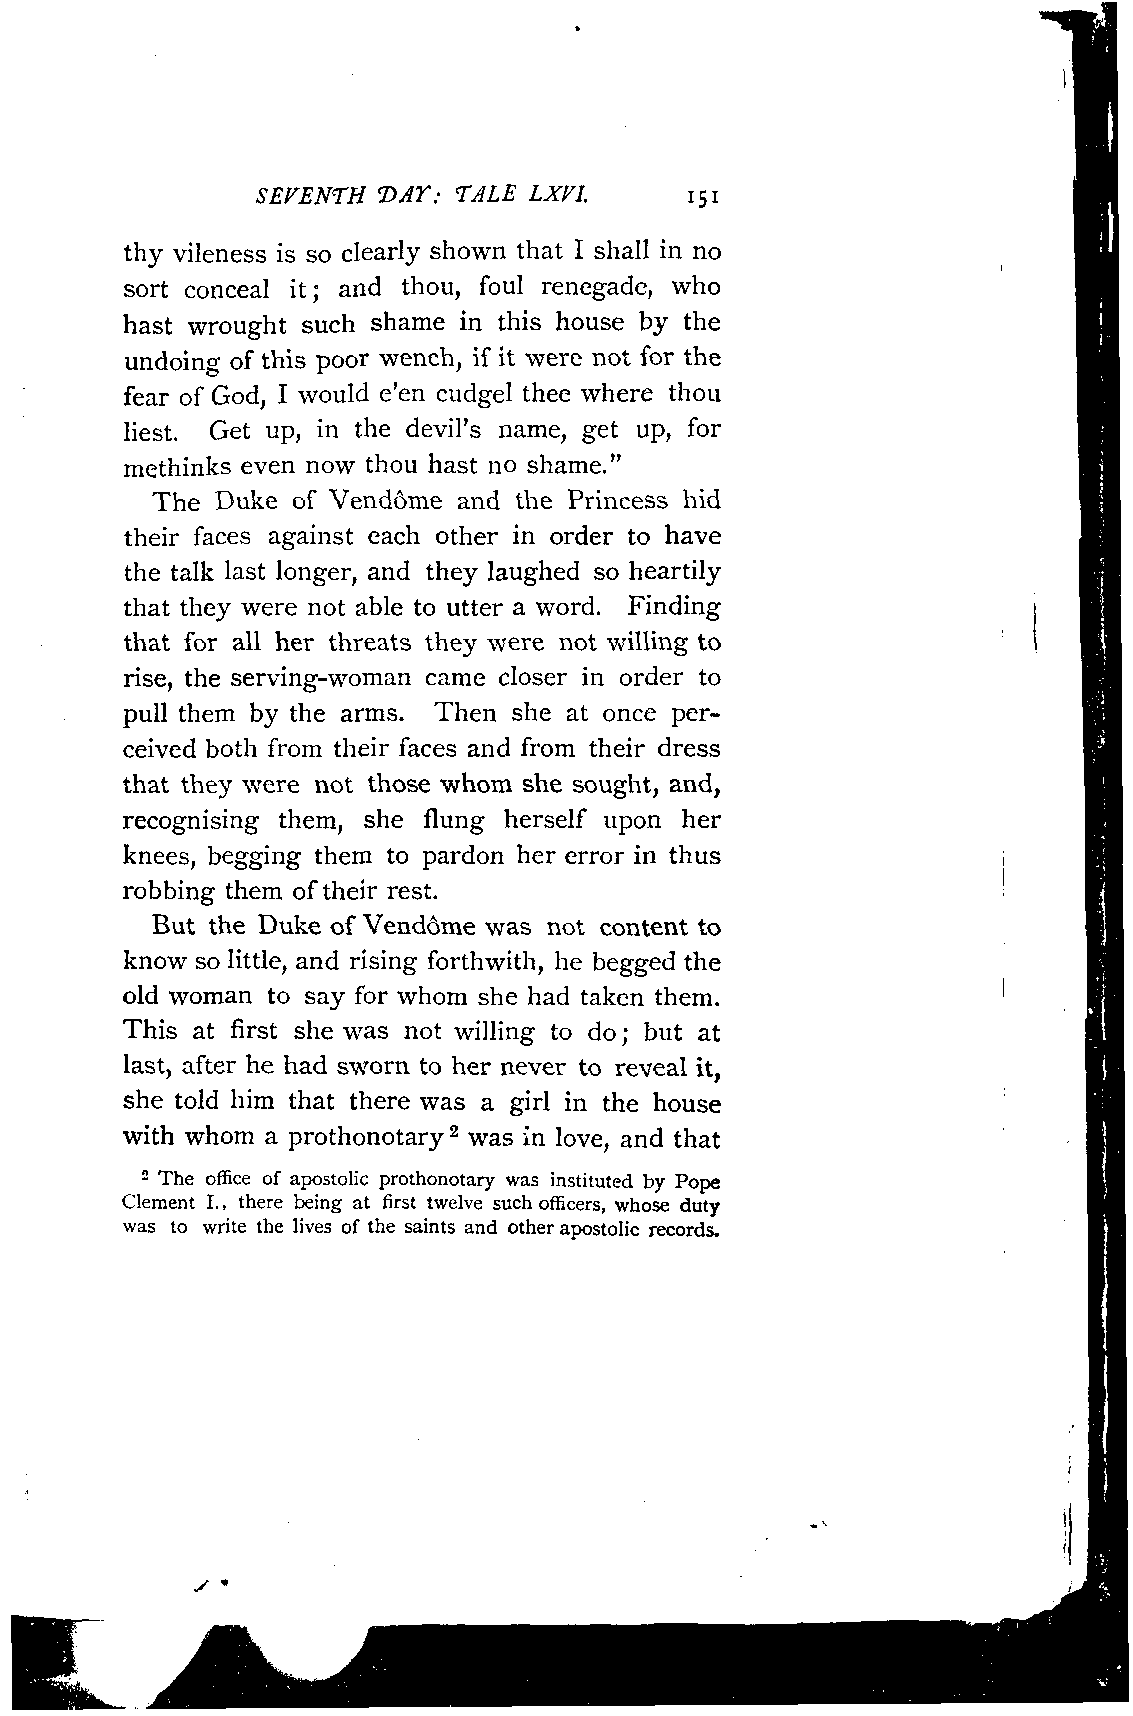 SEVENTH DAY: TALE LXVI. 151
thy vileness is so clearly shown that I shall in no
sort conceal it; and thou, foul renegade, who
hast wrought such shame in this house by the
undoing of this poor wench, if it were not for the
fear of God, I would e'en cudgel thee where thou
liest. Get up, in the devil's name, get up, for
methinks even now thou hast no shame."
The Duke of Vendôme and the Princess hid
their faces against each other in order to have
the talk last longer, and they laughed so heartily
that they were not able to utter a word. Finding
that for all her threats they were not willing to
rise, the serving-woman came closer in order to
pull them by the arms. Then she at once per-
ceived both from their faces and from their dress
that they were not those whom she sought, and,
recognising them, she flung herself upon her
knees, begging them to pardon her error in thus
robbing them of their rest.
But the Duke of Vendôme was not content to
know so little, and rising forthwith, he begged the
old woman to say for whom she had taken them.
This at first she was not willing to do; but at
last, after he had sworn to her never to reveal it,
she told him that there was a girl in the house
with whom a prothonotary² was in love, and that
² The office of apostolic prothonotary was instituted by Pope
Clement I., there being at first twelve such officers, whose duty
was to write the lives of the saints and other apostolic records.